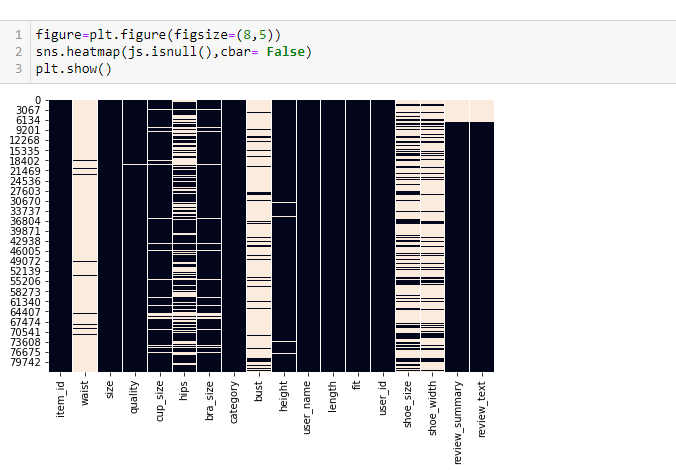 1 figure=plt.figure(figsize=(8,5))
2 sns.heatmap(js.isnull(),cbar= False)
3 plt.show()
0
3067
6134
9201
12268
15335
18402
21469
24536
27603
30670
33737
36804
39871
42938
46005
49072
52139
55206
58273
61340
64407
67474
70541
73608
76675
79742
item_id
waist
size
quality
cup_size
hips
bra_size
category
bust
height
user_name
length
fit
user_id
shoe_size
shoe_width
review_summary
review_text